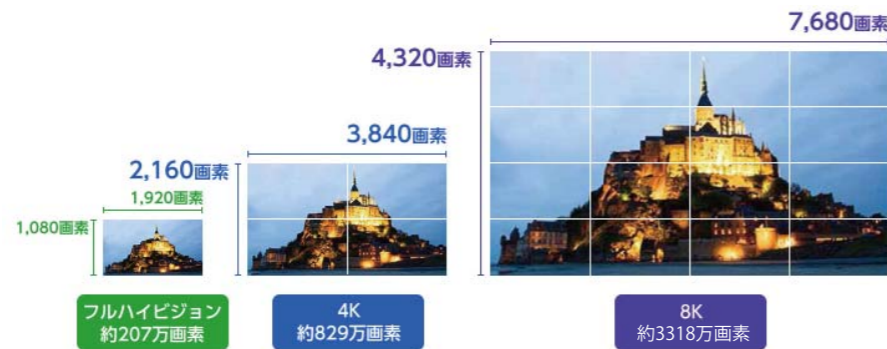 7,680画素
4,320画素
3,840画素
2,160画素
1,920画素
1,080画素
フルハイビジョン
約207万画素
4K
約829万画素
8K
約3318万画素